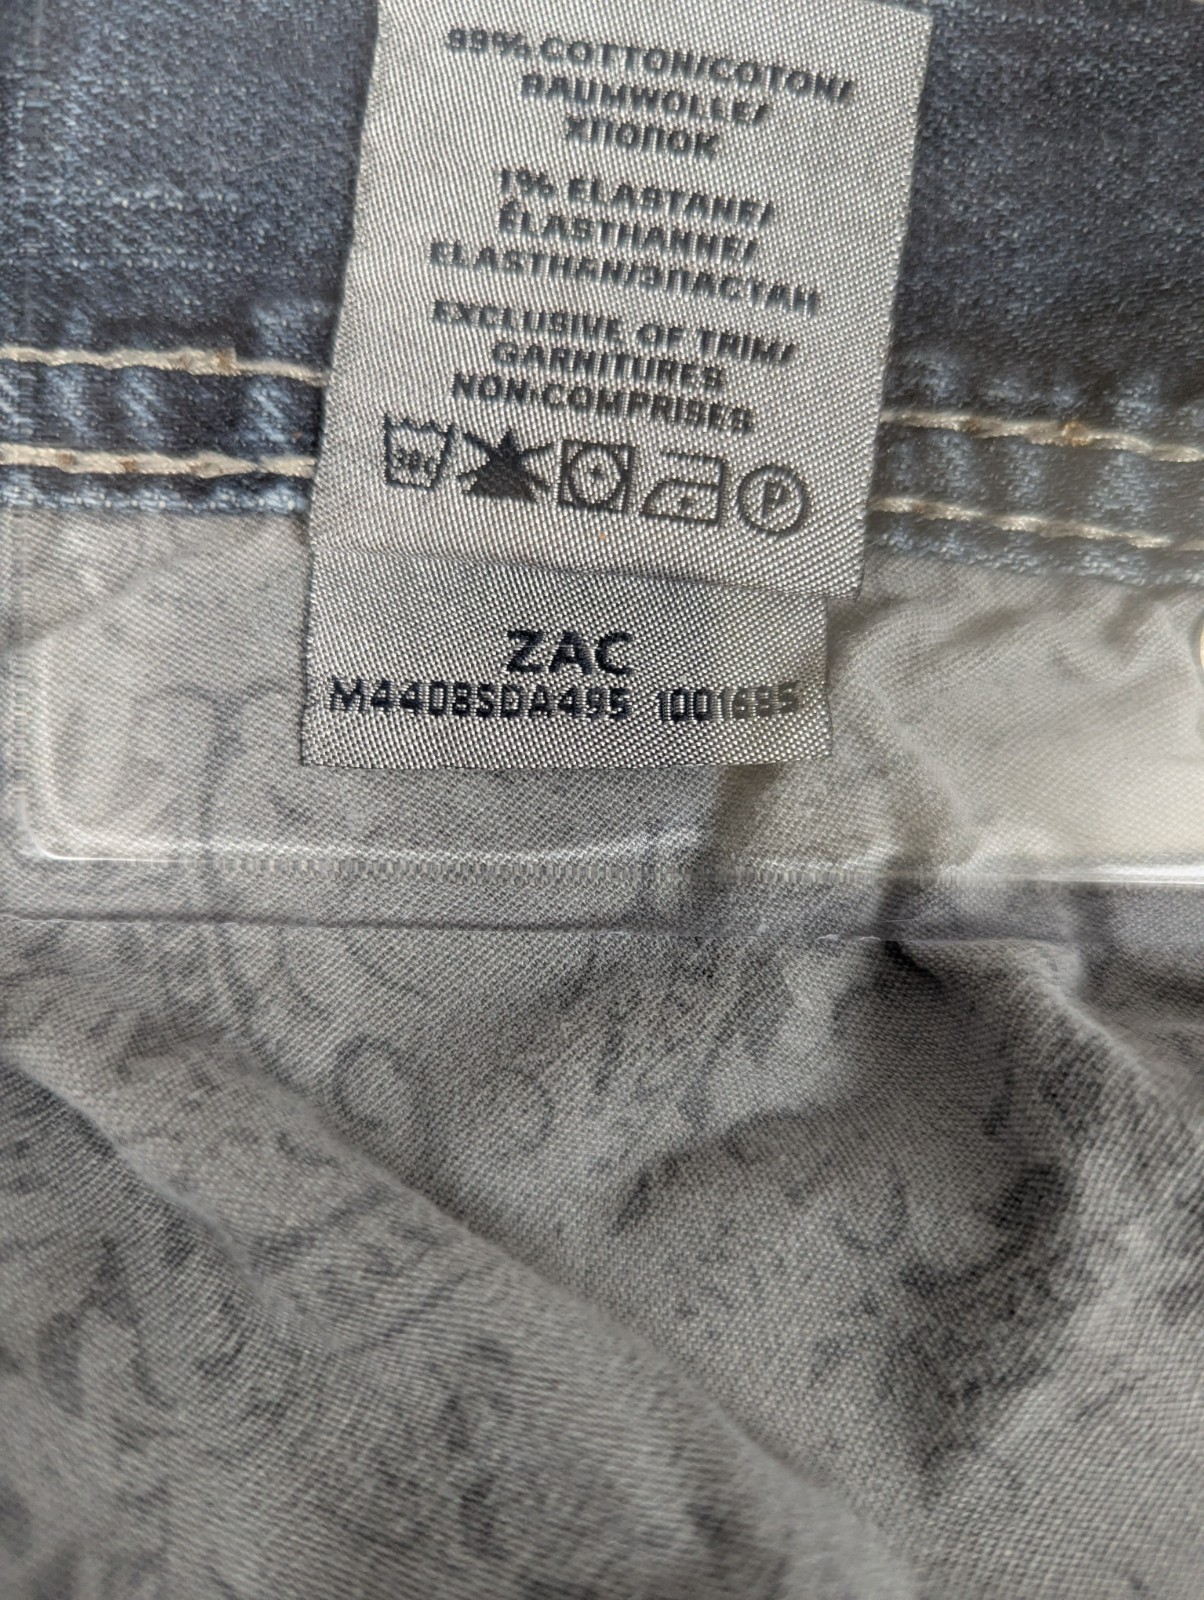 99% COTTON/COTON/
BAUMWOLLE/
ХЛОПОК
1% ELASTANE/
ÉLASTHANNE/
ELASTHAN/ЭЛАСТАН
EXCLUSIVE OF TRIM/
GARNITURES
NON-COMPRISES
P
ZAC
M4408SDA495 1001685